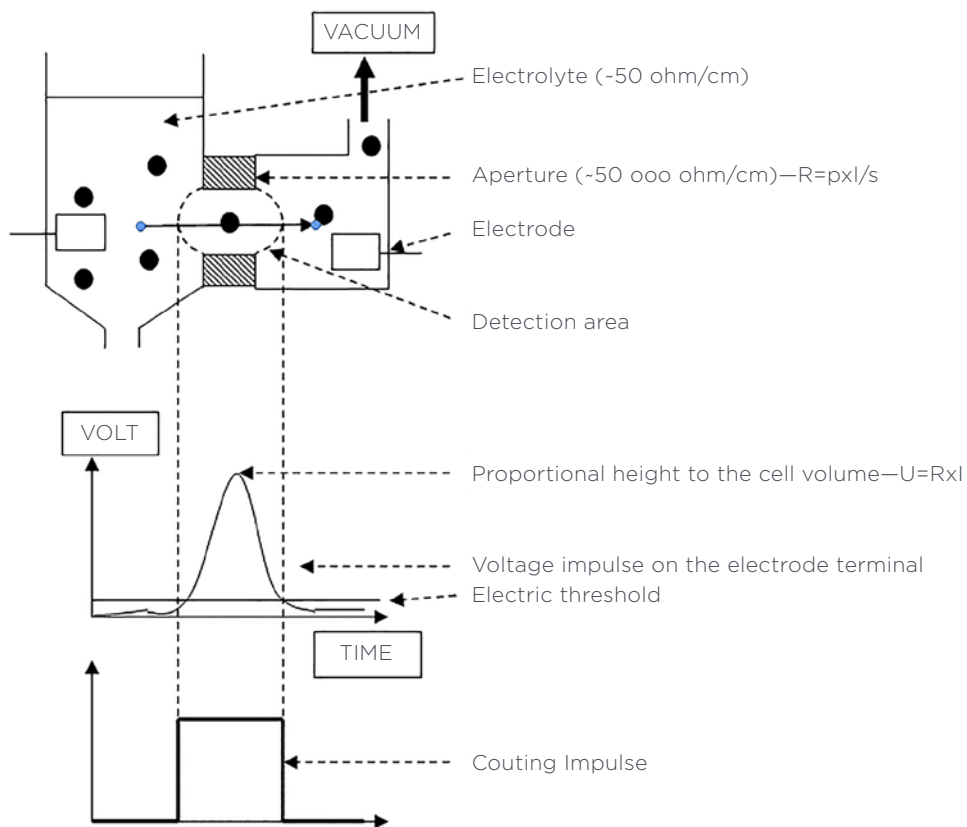 VACUUM
Electrolyte (~50 ohm/cm)
Aperture (~50 ooo ohm/cm)—R=pxl/s
Electrode
Detection area
VOLT
Proportional height to the cell volume—U=RxI
Voltage impulse on the electrode terminal
Electric threshold
TIME
Couting Impulse